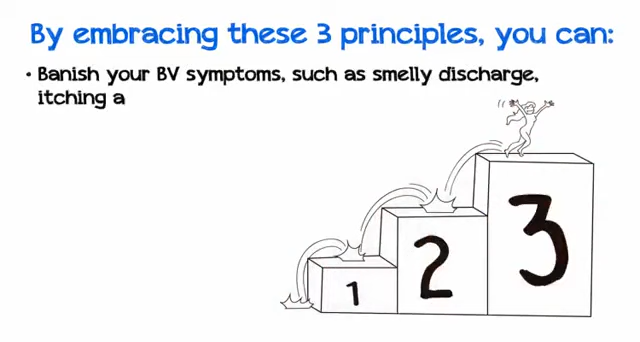 By embracing these 3 principles, you can:
• Banish your BV symptoms, such as smelly discharge,
itching a
1
2
3